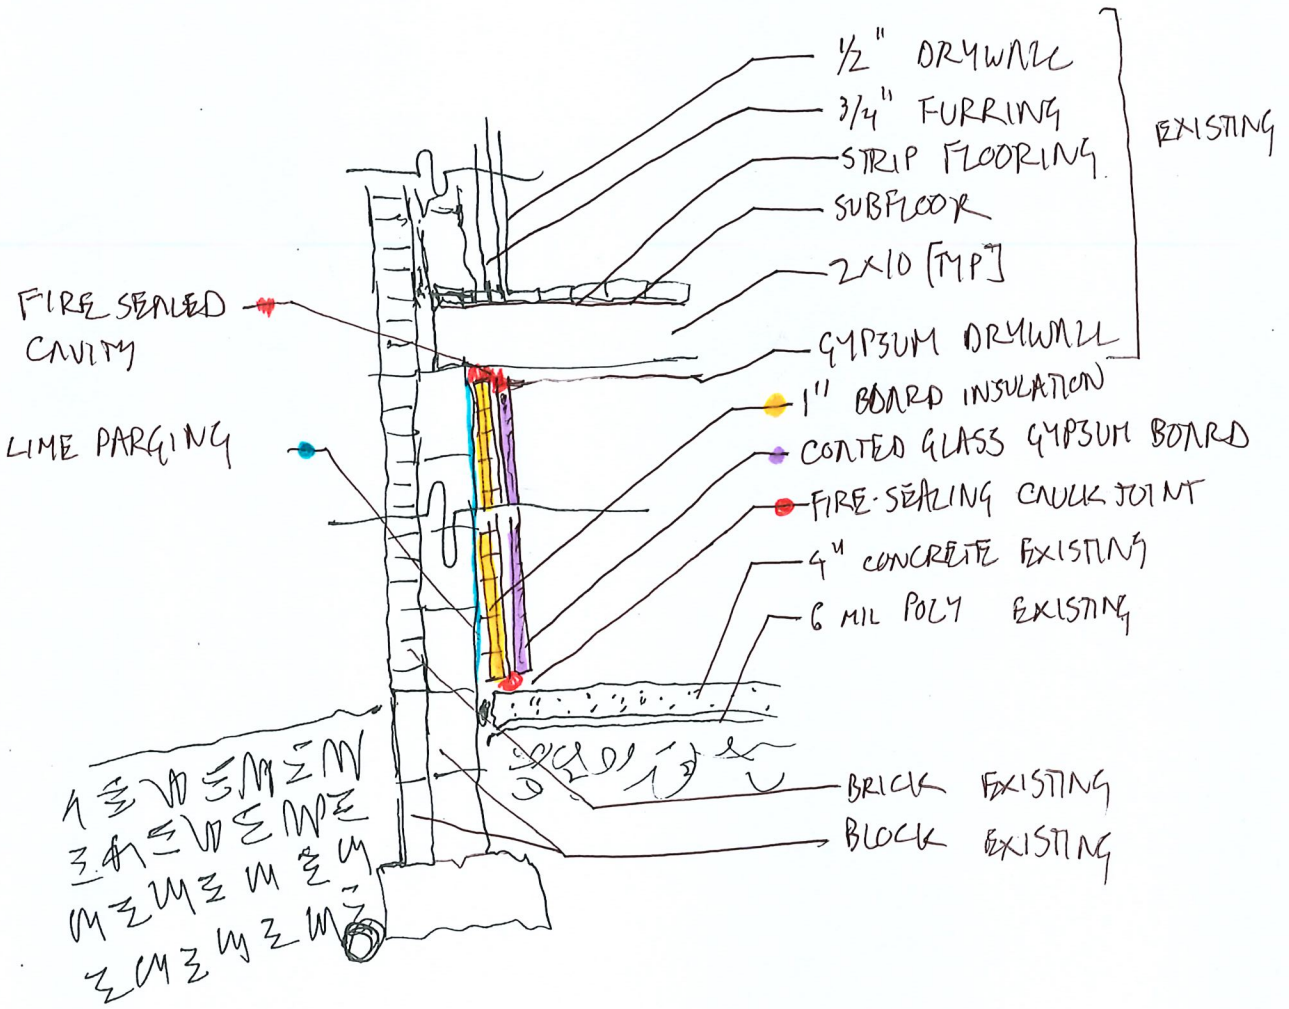 1/2" DRYWALL
3/4" FURRING
EXISTING
STRIP FLOORING
SUBFLOOR
2X10 [TYP]
FIRE SEALED
CAVITY
GYPSUM DRYWALL
1" BOARD INSULATION
LIME PARGING
COATED GLASS GYPSUM BOARD
FIRE-SEALING CAULK JOINT
4" CONCRETE EXISTING
6 MIL POLY EXISTING
BRICK EXISTING
BLOCK EXISTING